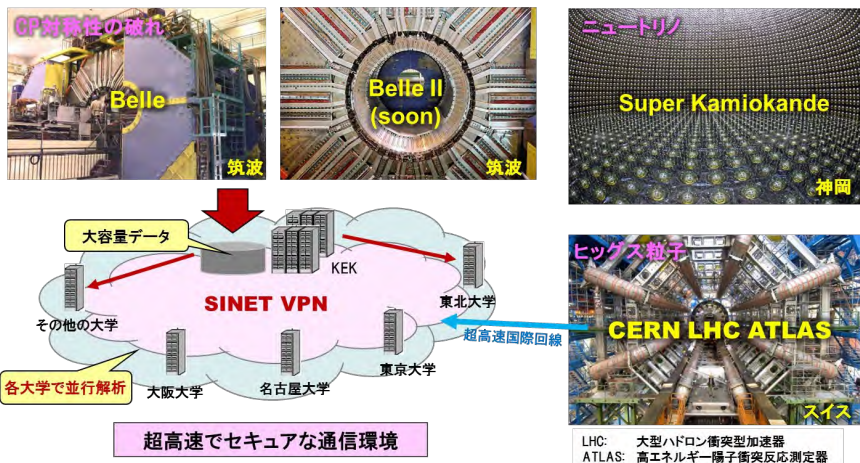 CP対称性の破れ
Belle
筑波
Belle II
(soon)
筑波
ニュートリノ
Super Kamiokande
神岡
大容量データ
KEK
東北大学
SINET VPN
その他の大学
大阪大学
名古屋大学
東京大学
各大学で並行解析
超高速国際回線
超高速でセキュアな通信環境
ヒッグス粒子
CERN LHC ATLAS
スイス
LHC: 大型ハドロン衝突型加速器
ATLAS: 高エネルギー陽子衝突反応測定器